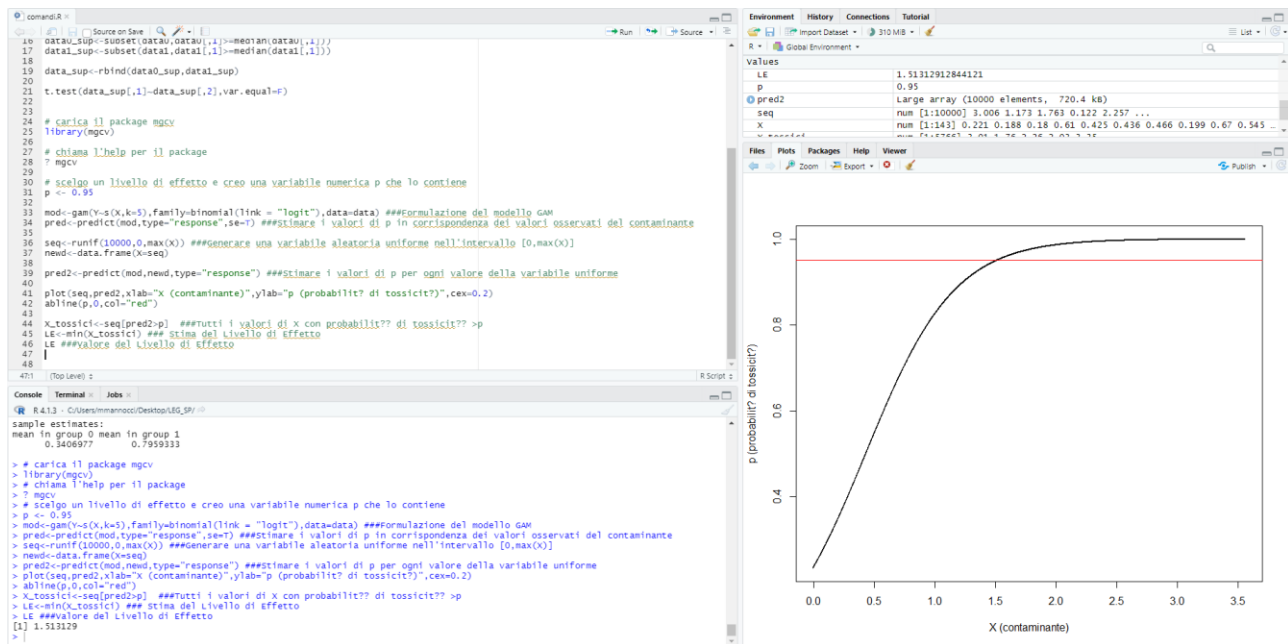 comandi.R
Source on Save
Run
Source
16 data0_sup<-subset(data0,data0[,1]>=median(data0[,1]))
17 data1_sup<-subset(data1,data1[,1]>=median(data1[,1]))
18
19 data_sup<-rbind(data0_sup,data1_sup)
20
21 t.test(data_sup[,1]~data_sup[,2],var.equal=F)
22
23
24 # carica il package mgcv
25 library(mgcv)
26
27 # chiama l'help per il package
28 ? mgcv
29
30 # scelgo un livello di effetto e creo una variabile numerica p che lo contiene
31 p <- 0.95
32
33 mod<-gam(Y~s(X,k=5),family=binomial(link = "logit"),data=data) ###Formulazione del modello GAM
34 pred<-predict(mod,type="response",se=T) ###Stimare i valori di p in corrispondenza dei valori osservati del contaminante
35
36 seq<-runif(10000,0,max(X)) ###Generare una variabile aleatoria uniforme nell'intervallo [0,max(X)]
37 newd<-data.frame(X=seq)
38
39 pred2<-predict(mod,newd,type="response") ###Stimare i valori di p per ogni valore della variabile uniforme
40
41 plot(seq,pred2,xlab="X (contaminante)",ylab="p (probabilit? di tossicit?)",cex=0.2)
42 abline(p,0,col="red")
43
44 X_tossici<-seq[pred2>p] ###Tutti i valori di X con probabilit?? di tossicit?? >p
45 LE<-min(X_tossici) ### Stima del Livello di Effetto
46 LE ###Valore del Livello di Effetto
47
48
47:1 (Top Level) R Script
Console Terminal Jobs
R 4.1.3 · C:/Users/mmannocci/Desktop/LEG_SP/
sample estimates:
mean in group 0 mean in group 1
0.3406977 0.7959333
> # carica il package mgcv
> library(mgcv)
> # chiama l'help per il package
> ? mgcv
> # scelgo un livello di effetto e creo una variabile numerica p che lo contiene
> p <- 0.95
> mod<-gam(Y~s(X,k=5),family=binomial(link = "logit"),data=data) ###Formulazione del modello GAM
> pred<-predict(mod,type="response",se=T) ###Stimare i valori di p in corrispondenza dei valori osservati del contaminante
> seq<-runif(10000,0,max(X)) ###Generare una variabile aleatoria uniforme nell'intervallo [0,max(X)]
> newd<-data.frame(X=seq)
> pred2<-predict(mod,newd,type="response") ###Stimare i valori di p per ogni valore della variabile uniforme
> plot(seq,pred2,xlab="X (contaminante)",ylab="p (probabilit? di tossicit?)",cex=0.2)
> abline(p,0,col="red")
> X_tossici<-seq[pred2>p] ###Tutti i valori di X con probabilit?? di tossicit?? >p
> LE<-min(X_tossici) ### Stima del Livello di Effetto
> LE ###Valore del Livello di Effetto
[1] 1.513129
>
Environment History Connections Tutorial
Import Dataset 310 MiB List
R Global Environment
Values
LE 1.51312912844121
p 0.95
pred2 Large array (10000 elements, 720.4 kB)
seq num [1:10000] 3.006 1.173 1.763 0.122 2.257 ...
X num [1:143] 0.221 0.188 0.18 0.61 0.425 0.436 0.466 0.199 0.67 0.545 ...
Files Plots Packages Help Viewer
Zoom Export Publish
p (probabilit? di tossicit?)
1.0
0.8
0.6
0.4
0.0 0.5 1.0 1.5 2.0 2.5 3.0 3.5
X (contaminante)